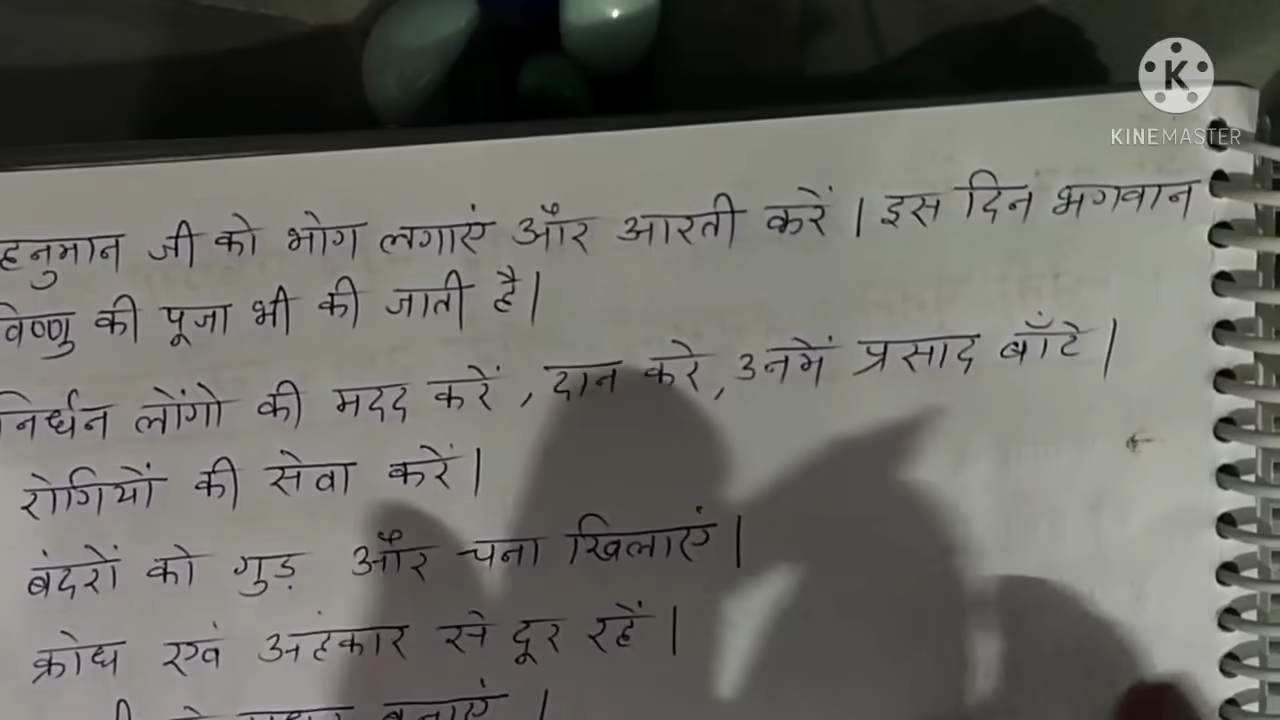 K
KINEMASTER
हनुमान जी को भोग लगाएं और आरती करें। इस दिन भगवान
विष्णु की पूजा भी की जाती है।
निर्धन लोंगो की मदद करें, दान करे, उनमें प्रसाद बाँटे।
रोगियों की सेवा करें।
बंदरों को गुड़ और चना खिलाएं।
क्रोध एवं अहंकार से दूर रहें।
बनाएं।